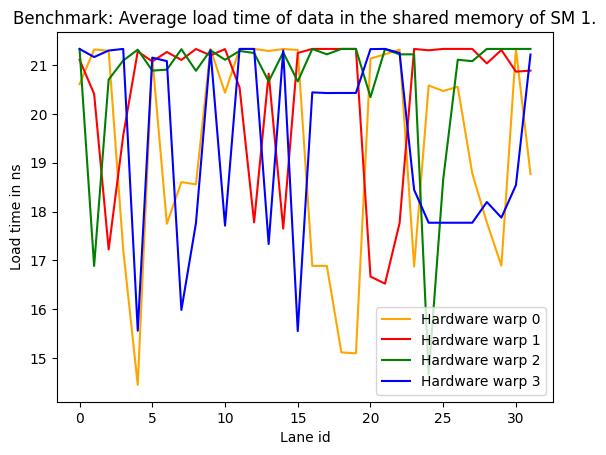 Benchmark: Average load time of data in the shared memory of SM 1.
Load time in ns
21
20
19
18
17
16
15
0
5
10
15
20
25
30
Lane id
Hardware warp 0
Hardware warp 1
Hardware warp 2
Hardware warp 3